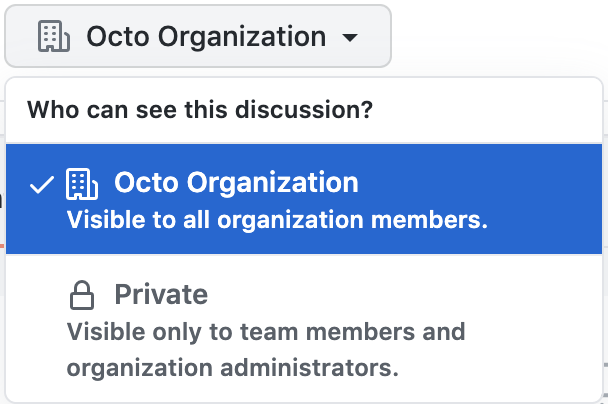 Octo Organization
Who can see this discussion?
Octo Organization
Visible to all organization members.
Private
Visible only to team members and
organization administrators.